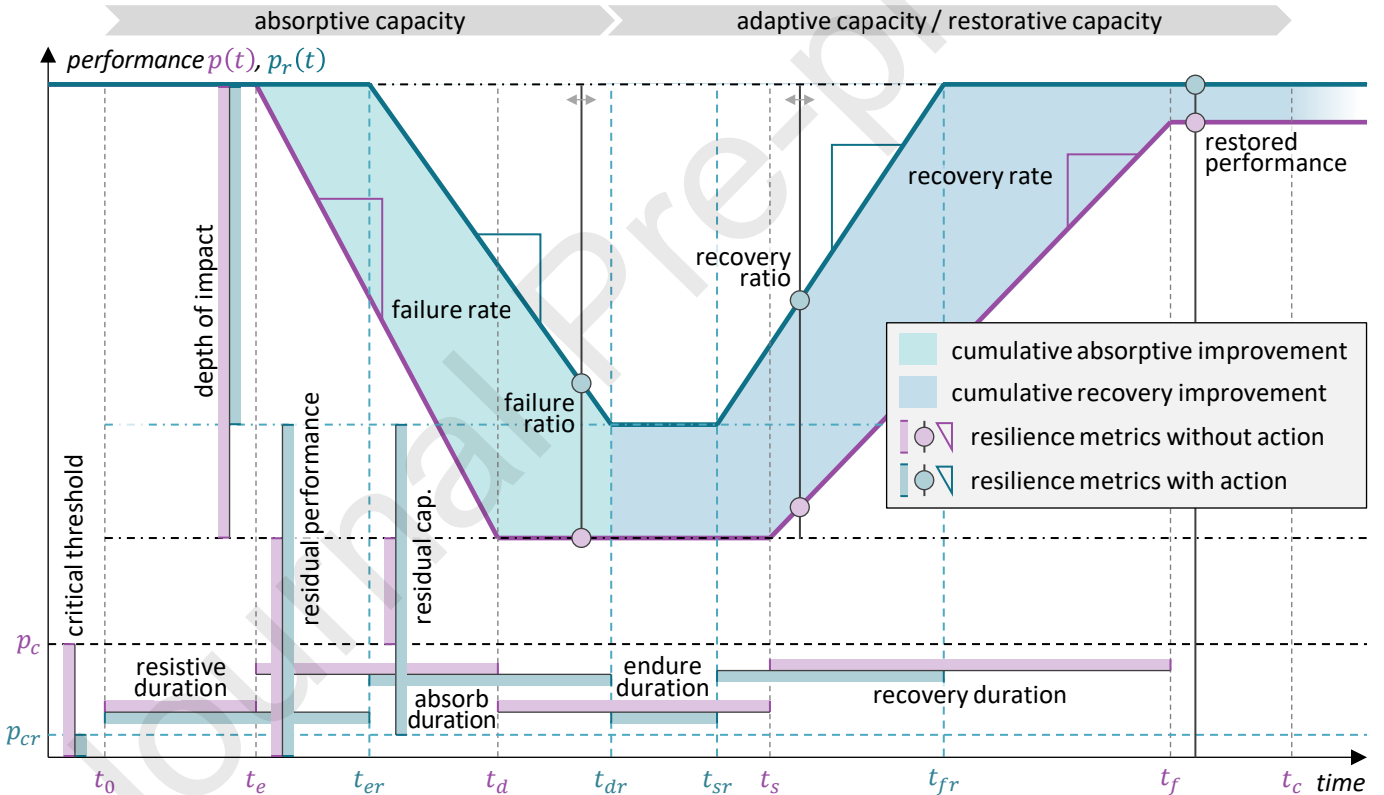 absorptive capacity
adaptive capacity / restorative capacity
performance p(t), p_r(t)
restored
performance
recovery rate
depth of impact
recovery
ratio
failure rate
cumulative absorptive improvement
cumulative recovery improvement
resilience metrics without action
resilience metrics with action
failure
ratio
critical threshold
residual performance
residual cap.
p_c
resistive
duration
endure
duration
absorb
duration
recovery duration
p_cr
t_0
t_e
t_er
t_d
t_dr
t_sr
t_s
t_fr
t_f
t_c
time
Journal Pre-p